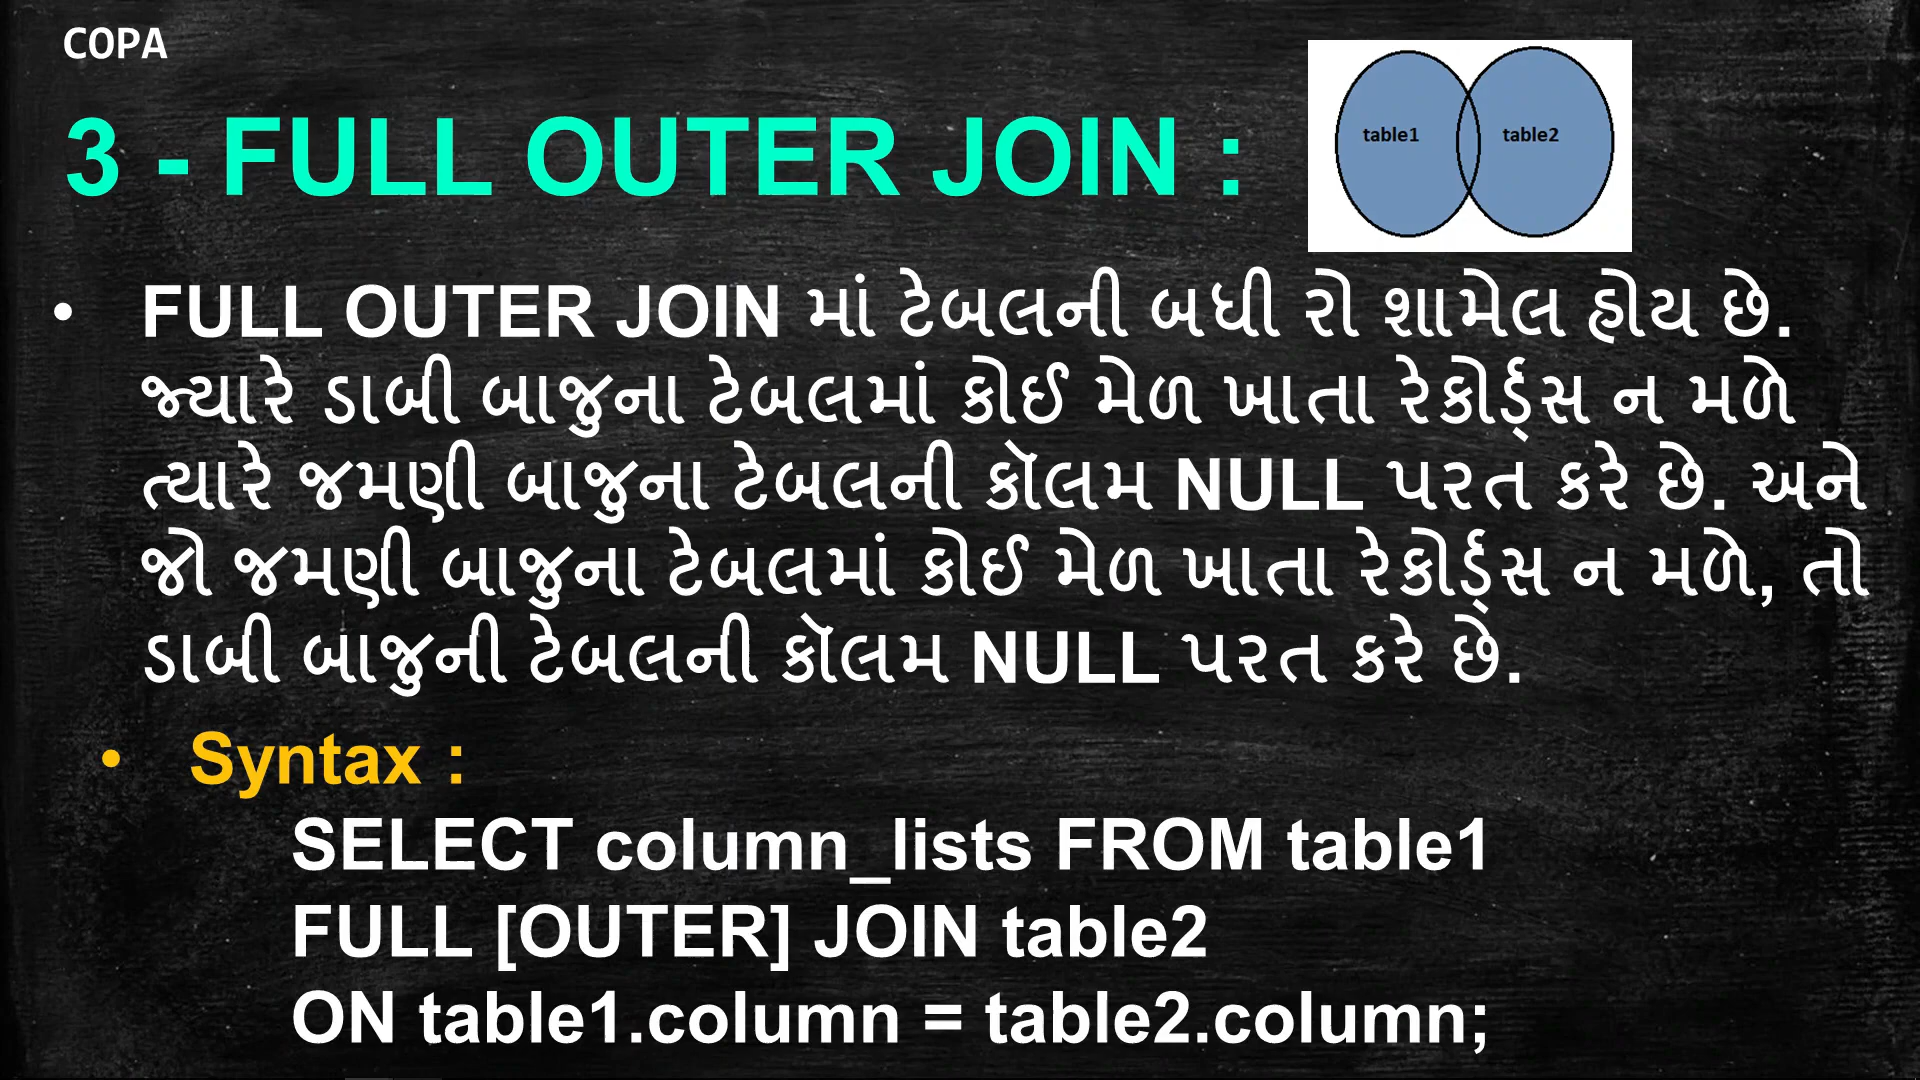 COPA
3 - FULL OUTER JOIN :
table1 table2
• FULL OUTER JOIN માં ટેબલની બધી રો શામેલ હોય છે.
જ્યારે ડાબી બાજુના ટેબલમાં કોઈ મેળ ખાતા રેકોર્ડ્સ ન મળે
ત્યારે જમણી બાજુના ટેબલની કૉલમ NULL પરત કરે છે. અને
જો જમણી બાજુના ટેબલમાં કોઈ મેળ ખાતા રેકોર્ડ્સ ન મળે, તો
ડાબી બાજુની ટેબલની કૉલમ NULL પરત કરે છે.
• Syntax :
SELECT column_lists FROM table1
FULL [OUTER] JOIN table2
ON table1.column = table2.column;